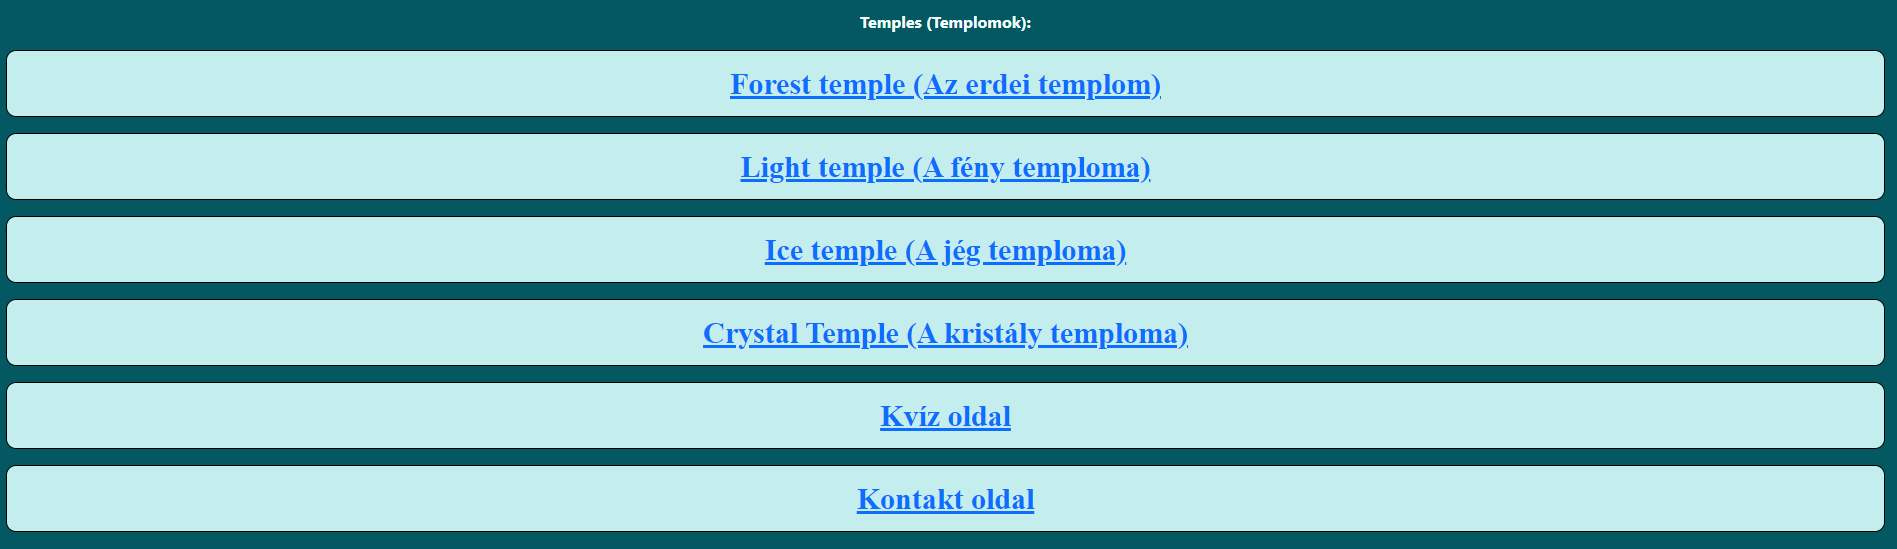 Temples (Templomok):
Forest temple (Az erdei templom)
Light temple (A fény temploma)
Ice temple (A jég temploma)
Crystal Temple (A kristály temploma)
Kvíz oldal
Kontakt oldal